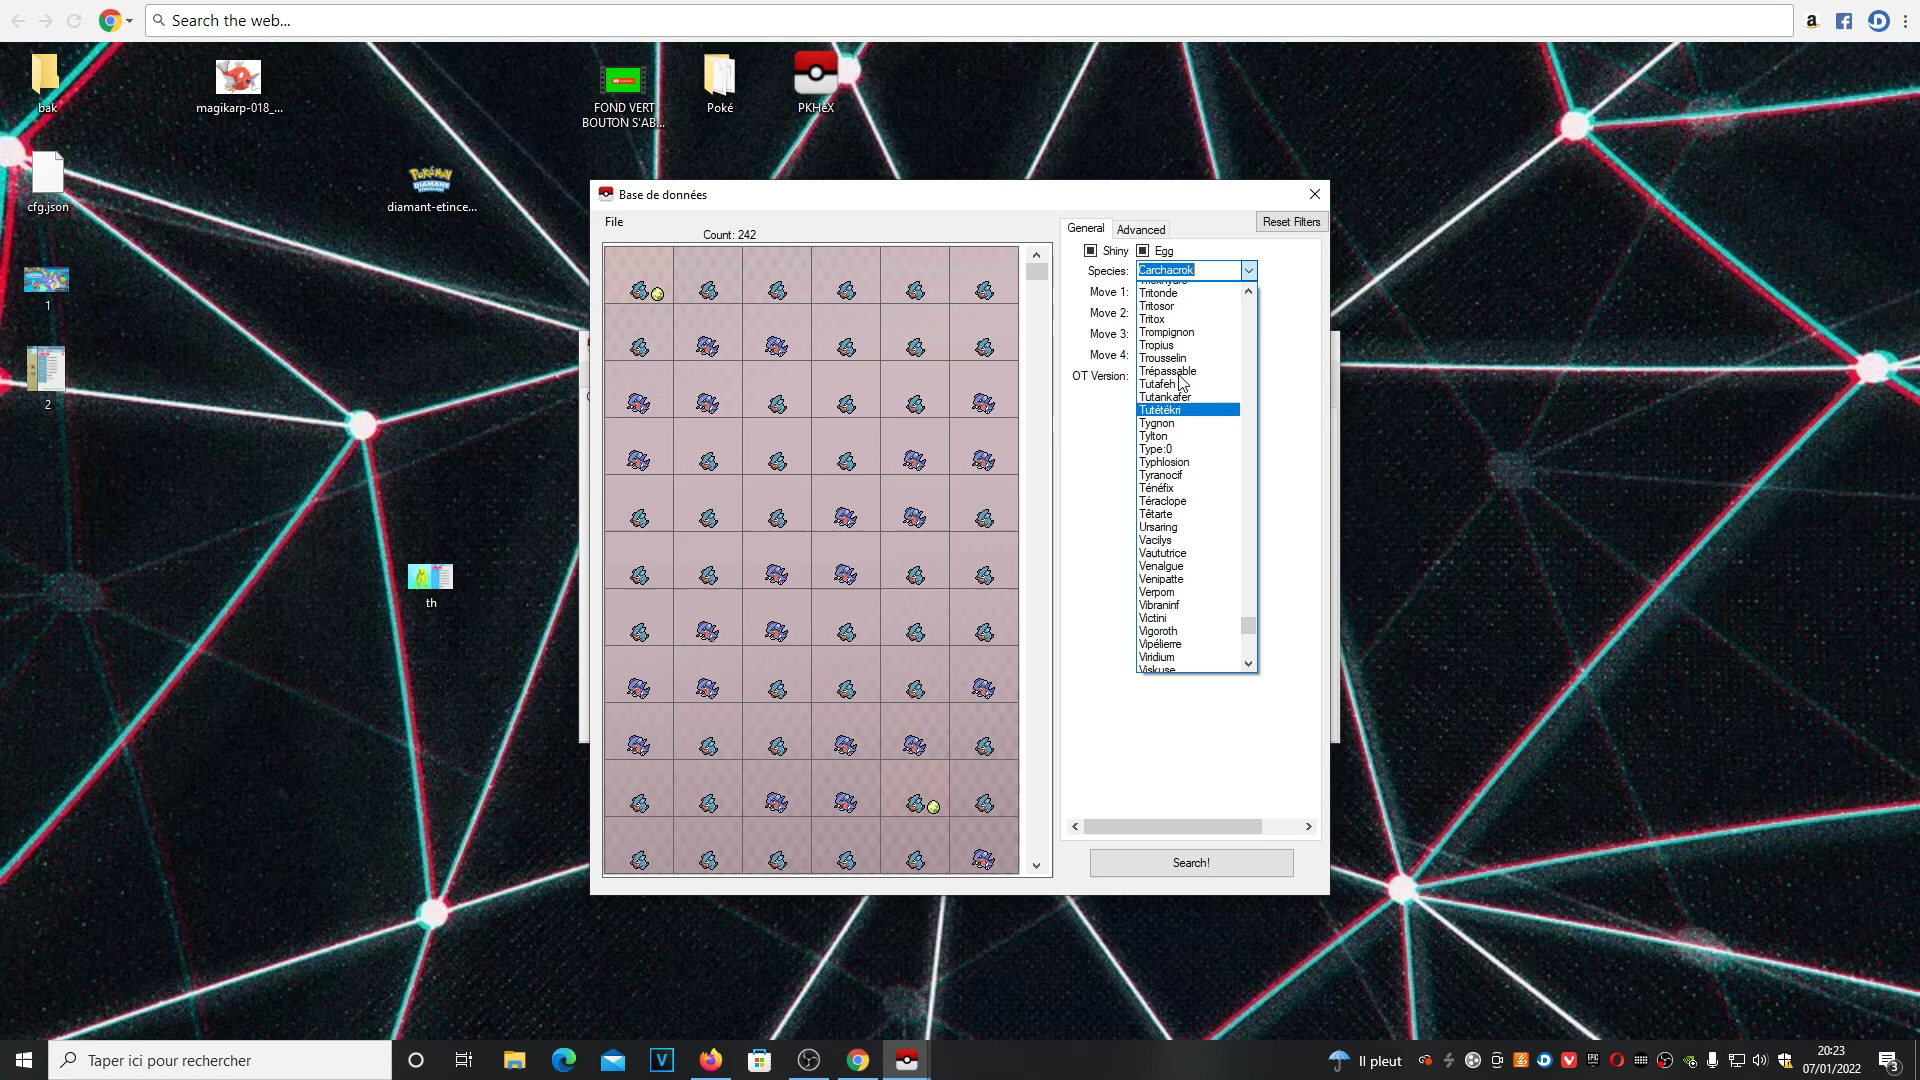 Search the web...
bak
magikarp-018_...
FOND VERT
BOUTON S'AB...
Poké
PKHeX
cfg.json
POKÉMON
DIAMANT
diamant-etince...
1
2
th
Base de données
File
Count: 242
Reset Filters
General
Advanced
Shiny
Egg
Species:
Carchacrok
Move 1:
Move 2:
Move 3:
Move 4:
OT Version:
Tritonde
Tritosor
Tritox
Trompignon
Tropius
Trousselin
Trépassable
Tutafeh
Tutankafer
Tutétékri
Tygnon
Tylton
Type:0
Typhlosion
Tyranocif
Ténéfix
Téraclope
Têtarte
Ursaring
Vacilys
Vaututrice
Venalgue
Venipatte
Verpom
Vibraninf
Victini
Vigoroth
Vipélierre
Viridium
Viskuse
Search!
Taper ici pour rechercher
Il pleut
20:23
07/01/2022
3